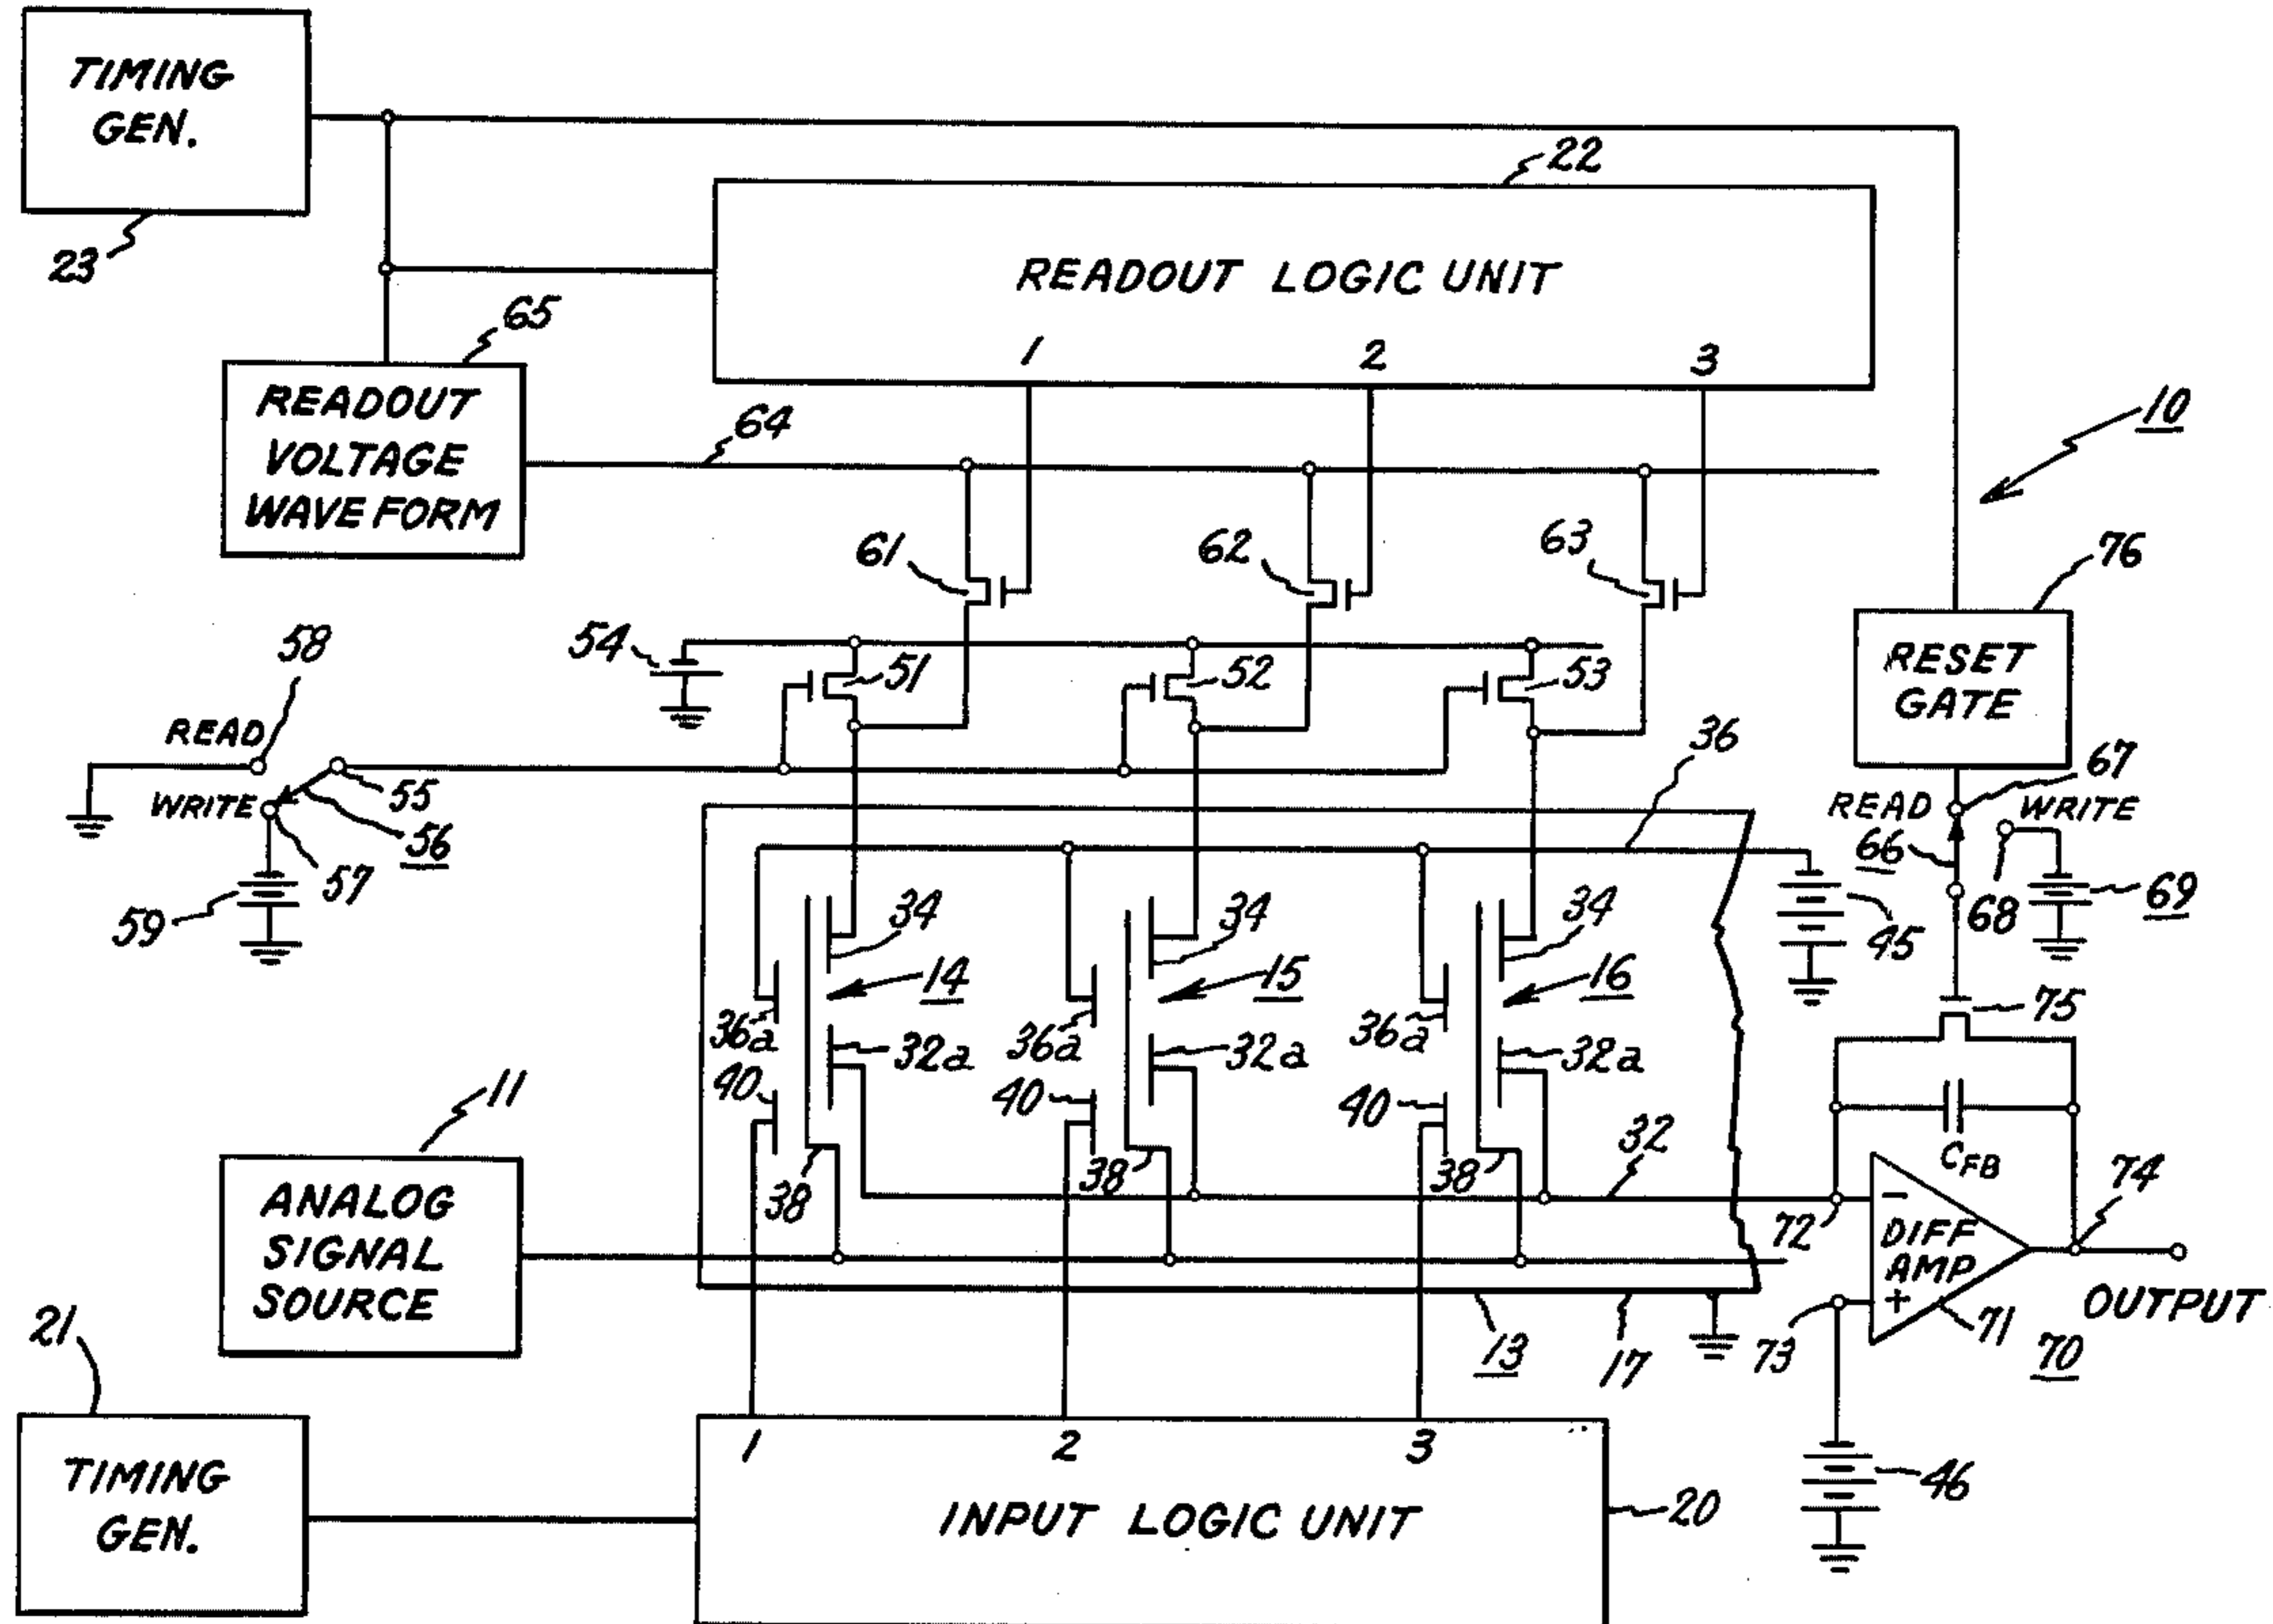 TIMING
GEN.
23
22
READOUT LOGIC UNIT
1 2 3
65
READOUT
VOLTAGE
WAVE FORM
64
10
61
62
63
76
RESET
GATE
54
51
52
53
58
READ
WRITE
55
56
57
59
36
67
READ
WRITE
66
68
69
45
34
34
34
14
15
16
36a
36a
36a
32a
32a
32a
75
40
40
40
11
ANALOG
SIGNAL
SOURCE
38
38
38
32
CFB
72
74
DIFF
AMP
- +
OUTPUT
73
71
70
13
17
46
21
TIMING
GEN.
1 2 3
INPUT LOGIC UNIT
20